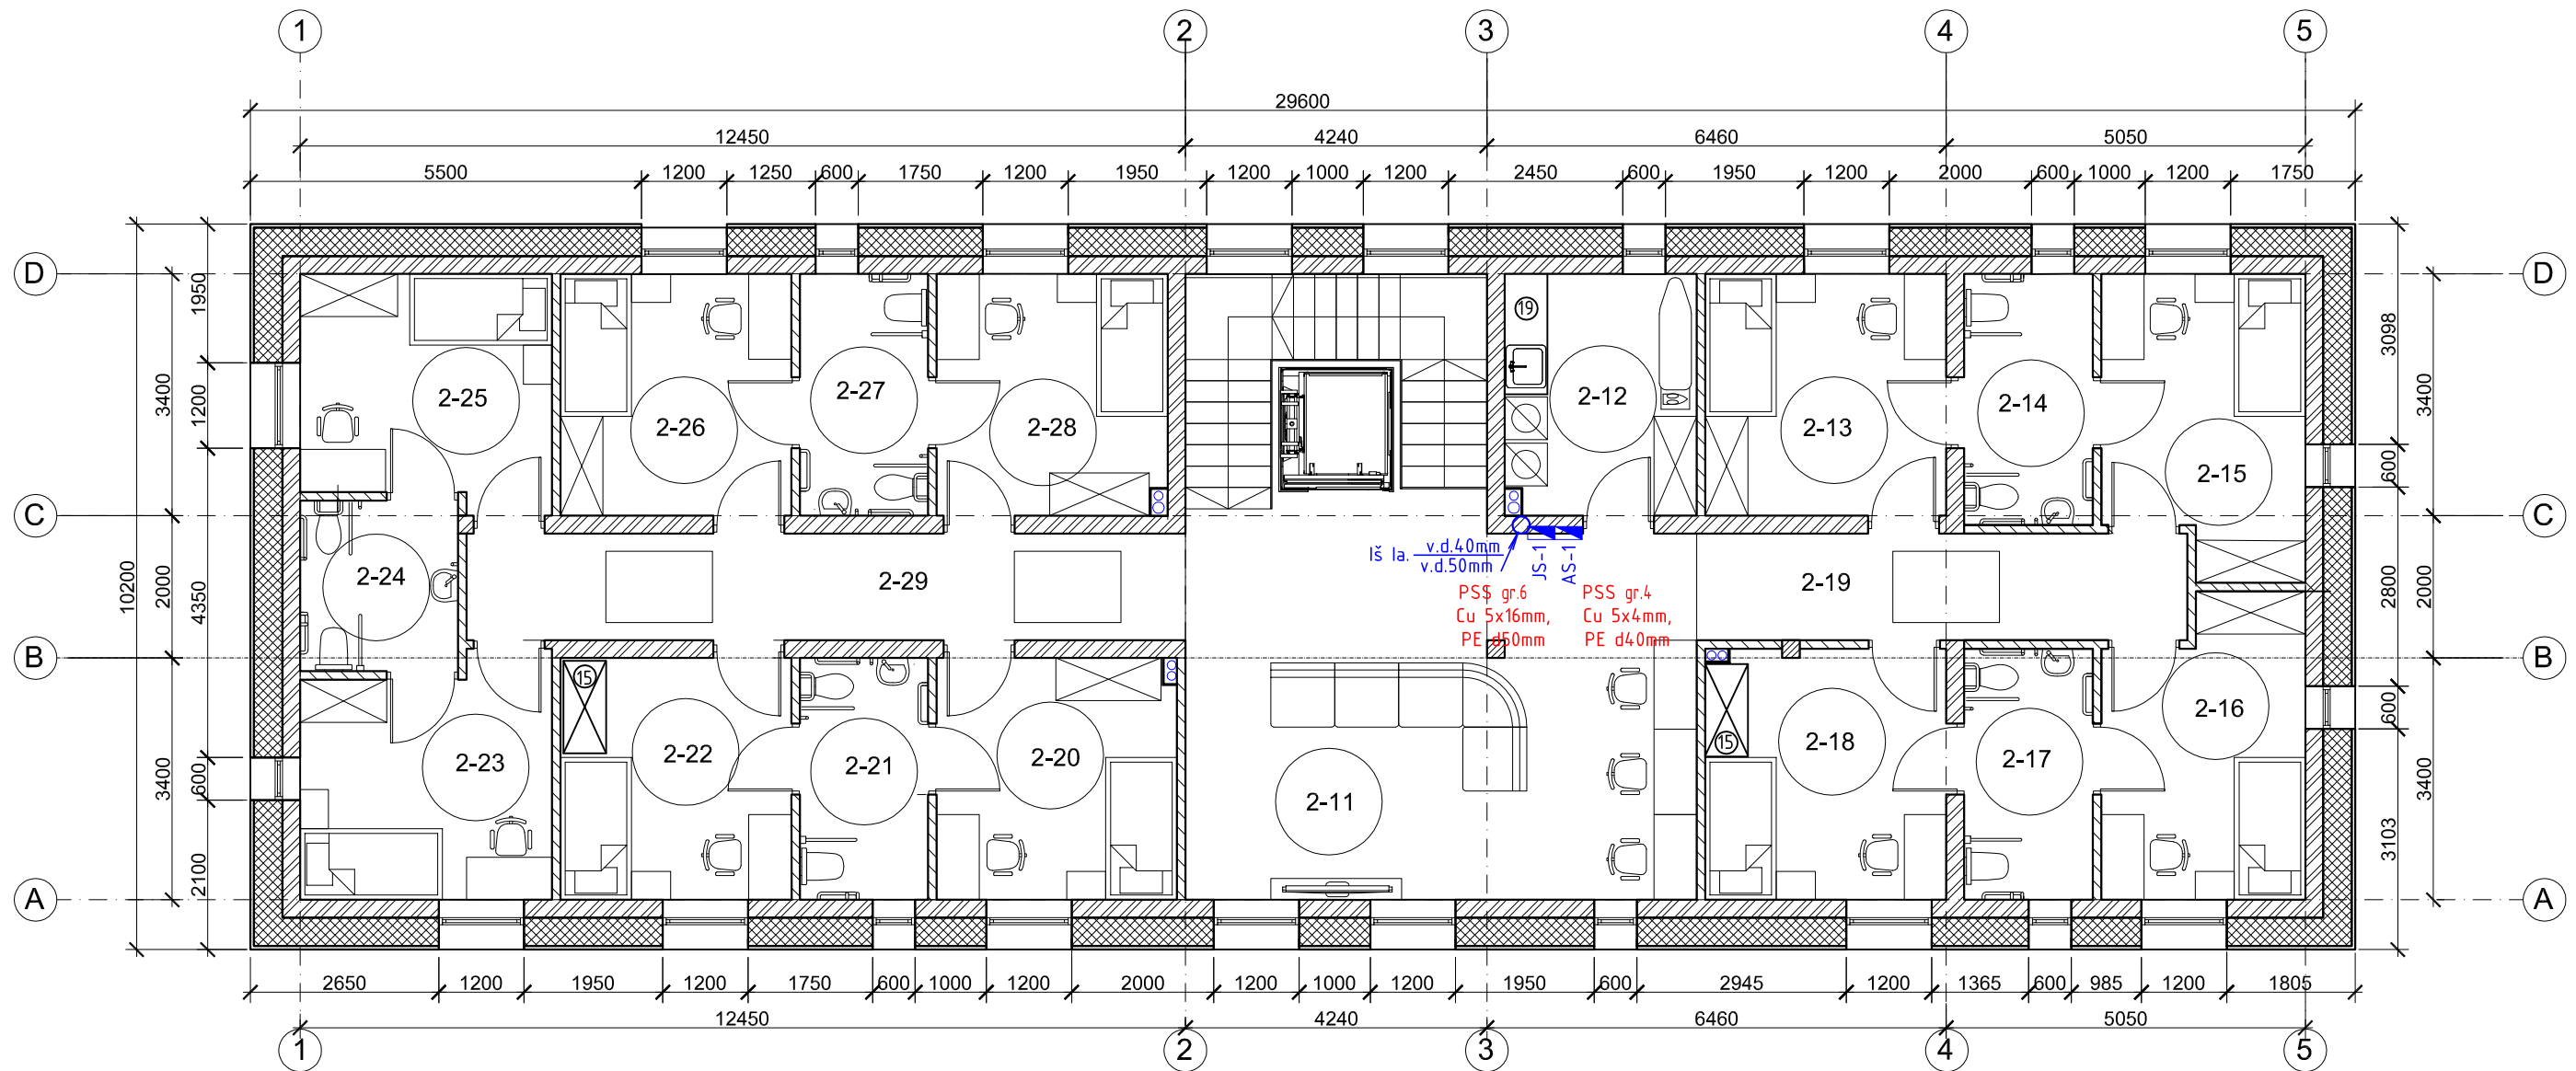 1 2 3 4 5
29600
12450 4240 6460 5050
5500 1200 1250 600 1750 1200 1950 1200 1000 1200 2450 600 1950 1200 2000 600 1000 1200 1750
D D
C C
B B
A A
10200
3400 2000 3400
1950 1200 4350 600 2100
3098 600 2800 600 3103
3400 2000 3400
19
2-25 2-26 2-27 2-28 2-12 2-13 2-14 2-15
2-24 2-29 2-19
Iš la. v.d.40mm
v.d.50mm
JS-1
AS-1
PSS gr.6
Cu 5x16mm,
PE d50mm
PSS gr.4
Cu 5x4mm,
PE d40mm
15 15
2-23 2-22 2-21 2-20 2-11 2-18 2-17 2-16
2650 1200 1950 1200 1750 600 1000 1200 2000 1200 1000 1200 1950 600 2945 1200 1365 600 985 1200 1805
12450 4240 6460 5050
1 2 3 4 5